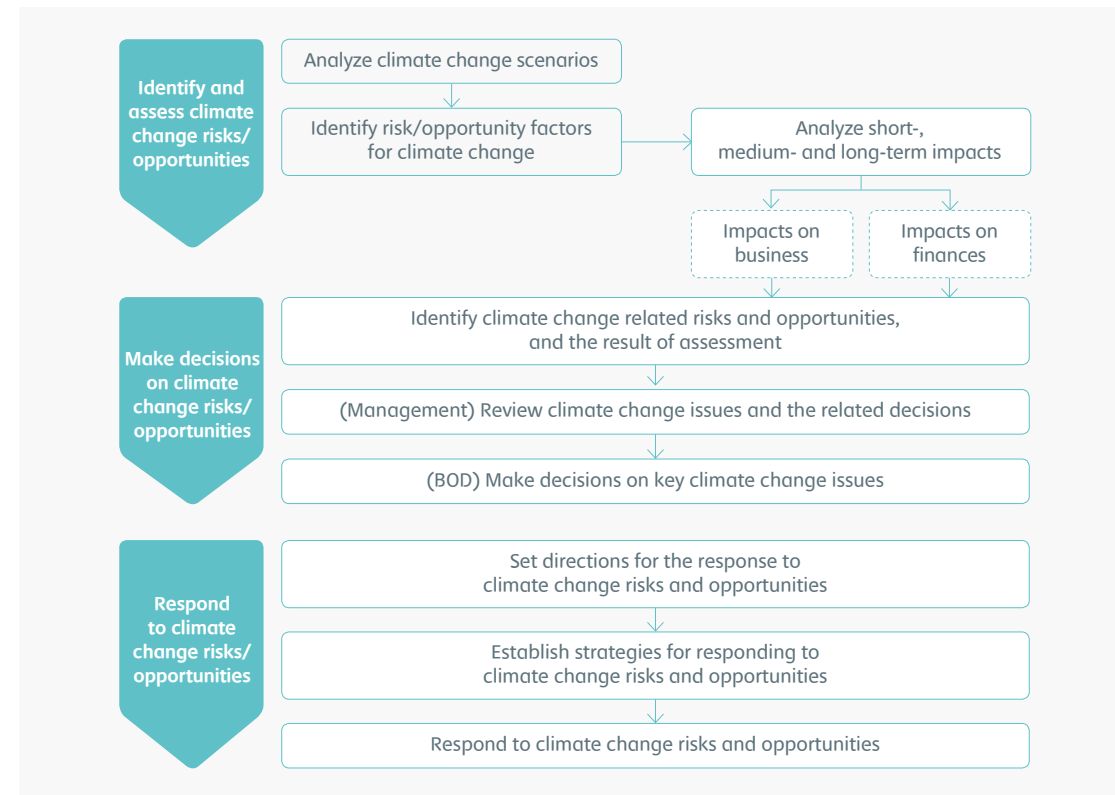 Identify and
assess climate
change risks/
opportunities
Analyze climate change scenarios
Identify risk/opportunity factors
for climate change
Analyze short-,
medium- and long-term impacts
Impacts on
business
Impacts on
finances
Make decisions
on climate
change risks/
opportunities
Identify climate change related risks and opportunities,
and the result of assessment
(Management) Review climate change issues and the related decisions
(BOD) Make decisions on key climate change issues
Respond
to climate
change risks/
opportunities
Set directions for the response to
climate change risks and opportunities
Establish strategies for responding to
climate change risks and opportunities
Respond to climate change risks and opportunities